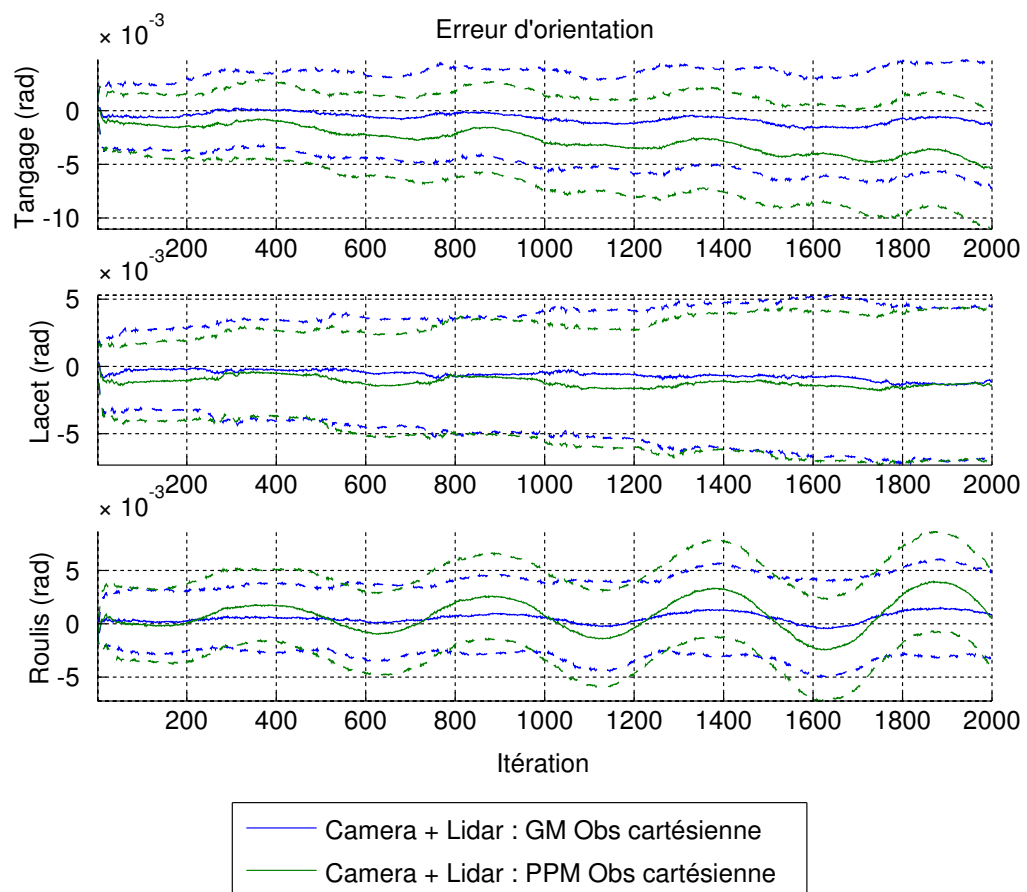 Erreur d'orientation
× 10^-3
Tanggage (rad)
0
-5
-10
200 400 600 800 1000 1200 1400 1600 1800 2000
× 10^-3
Lacet (rad)
5
0
-5
200 400 600 800 1000 1200 1400 1600 1800 2000
× 10^-3
Roulis (rad)
5
0
-5
200 400 600 800 1000 1200 1400 1600 1800 2000
Itération
Camera + Lidar : GM Obs cartésienne
Camera + Lidar : PPM Obs cartésienne